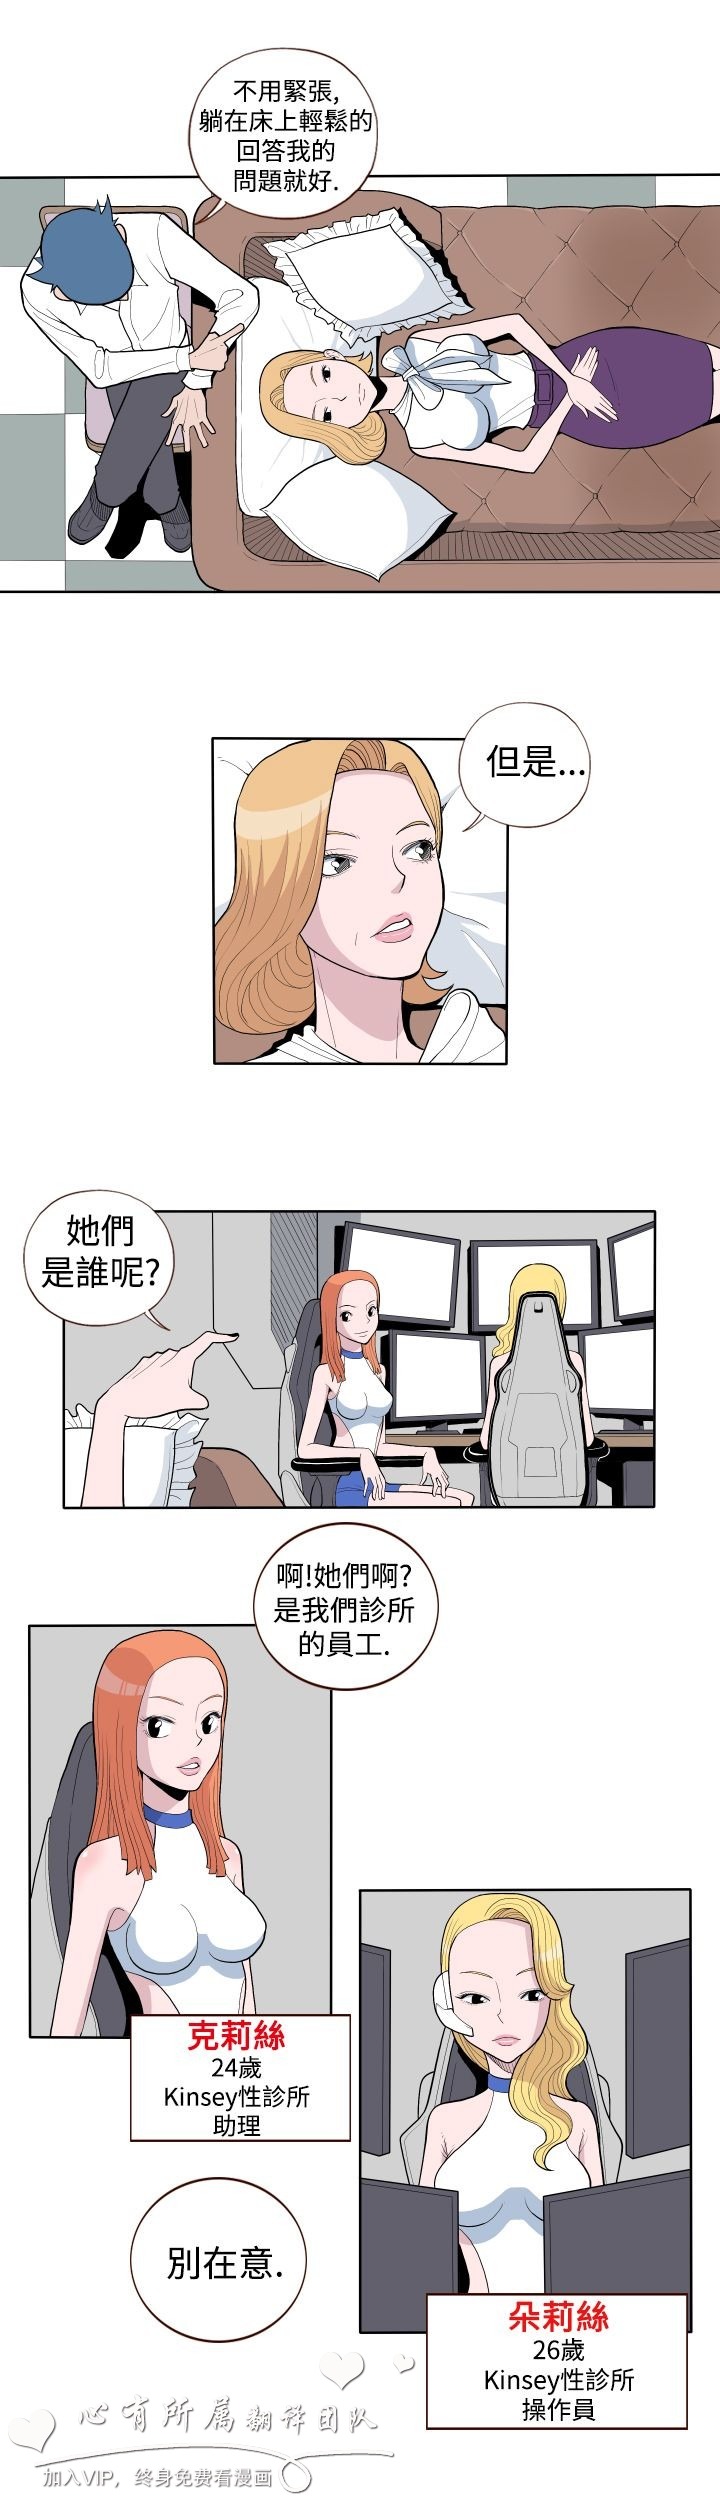 不用緊張,
躺在床上輕鬆的
回答我的
問題就好.
但是...
她們
是誰呢?
啊!她們啊?
是我們診所
的員工.
克莉絲
24歲
Kinsey性診所
助理
別在意.
朵莉絲
26歲
Kinsey性診所
操作員
心有所属翻译团队
加入VIP，终身免费看漫画